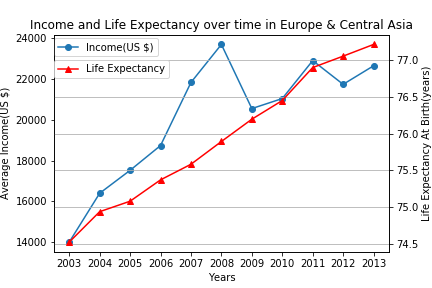 Income and Life Expectancy over time in Europe & Central Asia
Income(US $)
Life Expectancy
24000
22000
20000
18000
16000
14000
Average Income(US $)
77.0
76.5
76.0
75.5
75.0
74.5
Life Expectancy At Birth(years)
2003 2004 2005 2006 2007 2008 2009 2010 2011 2012 2013
Years